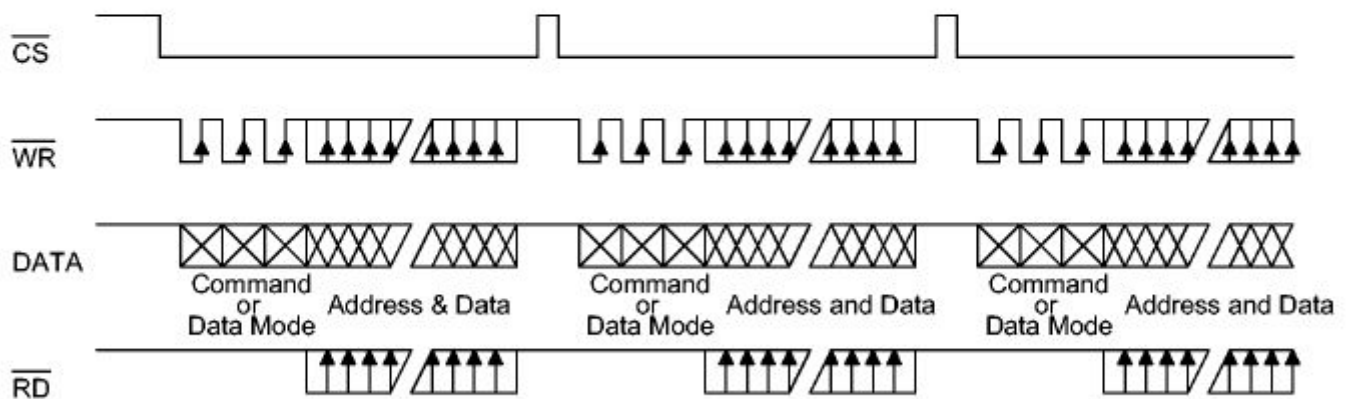 CS
WR
DATA
Command
or
Data Mode
Address & Data
Command
or
Data Mode
Address and Data
Command
or
Data Mode
Address and Data
RD